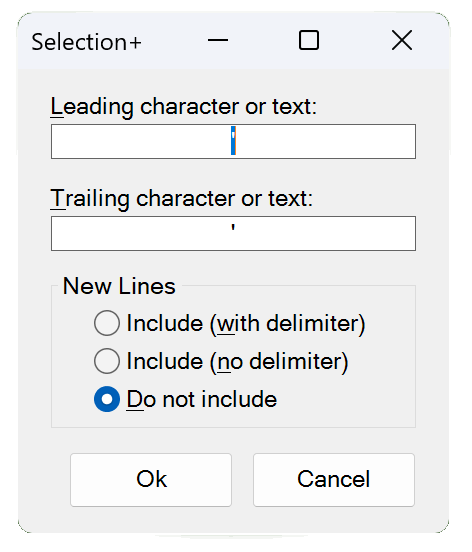 Selection+
Leading character or text:
'
Trailing character or text:
'
New Lines
Include (with delimiter)
Include (no delimiter)
Do not include
Ok Cancel